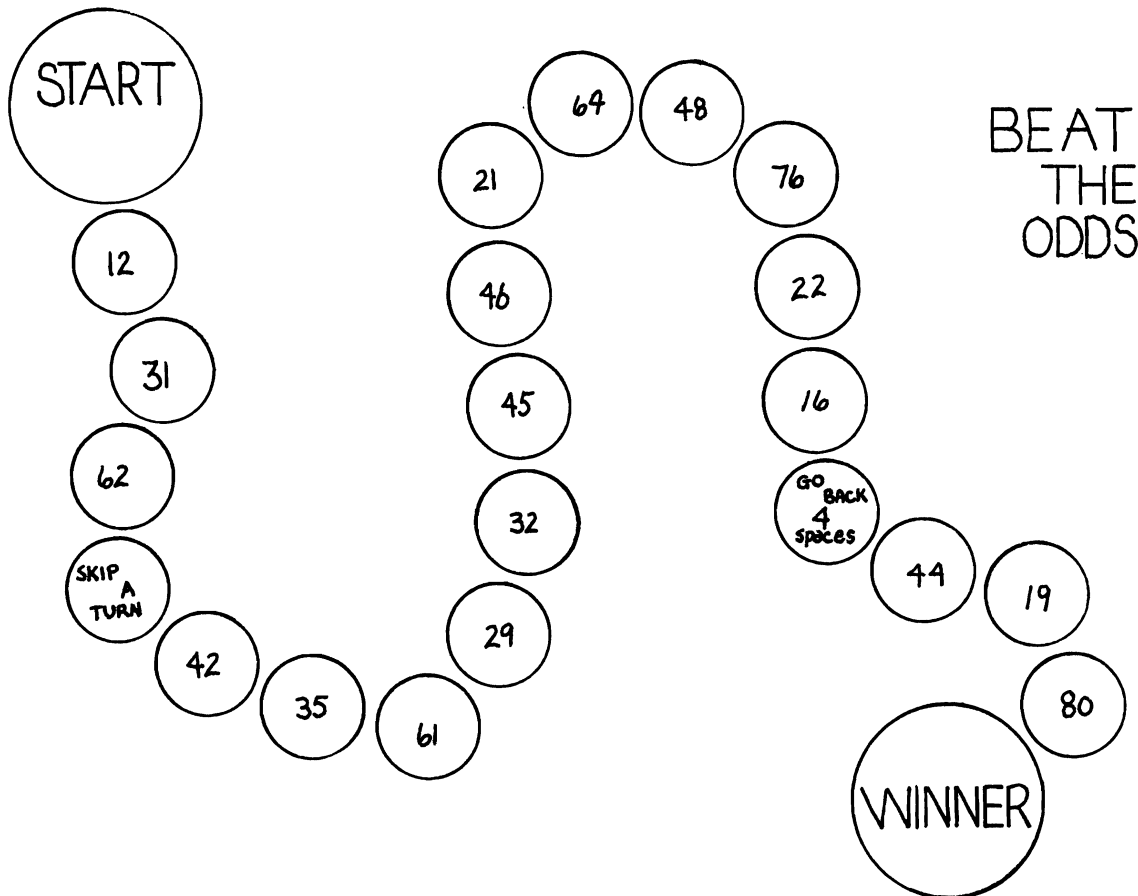 START
12
31
62
SKIP
A
TURN
42
35
61
29
32
45
46
21
64
48
76
22
16
GO
BACK
4
spaces
44
19
80
WINNER
BEAT
THE
ODDS